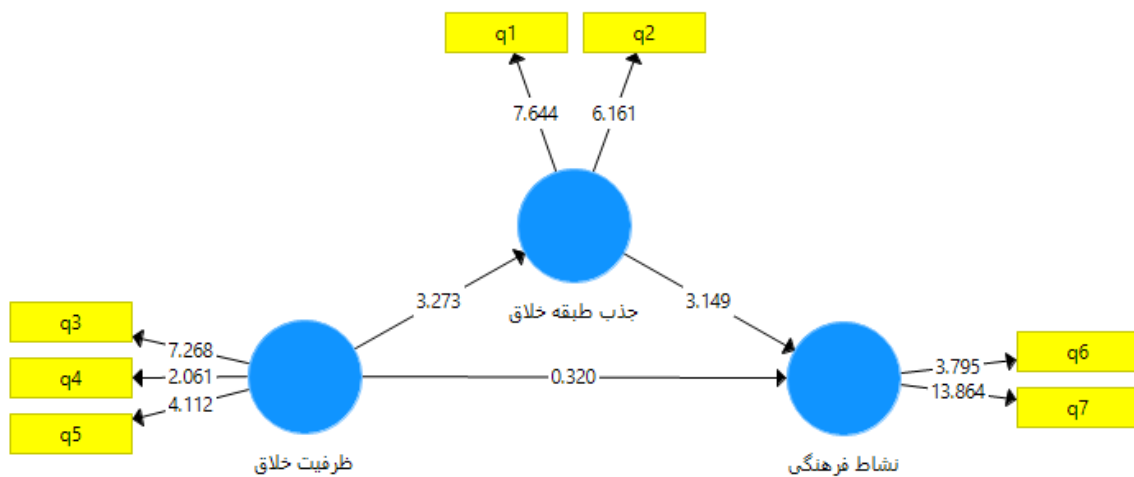 q1
q2
7.644
6.161
جذب طبقه خلاق
3.273
3.149
q3
q4
q5
7.268
2.061
4.112
0.320
3.795
13.864
q6
q7
ظرفیت خلاق
نشاط فرهنگی